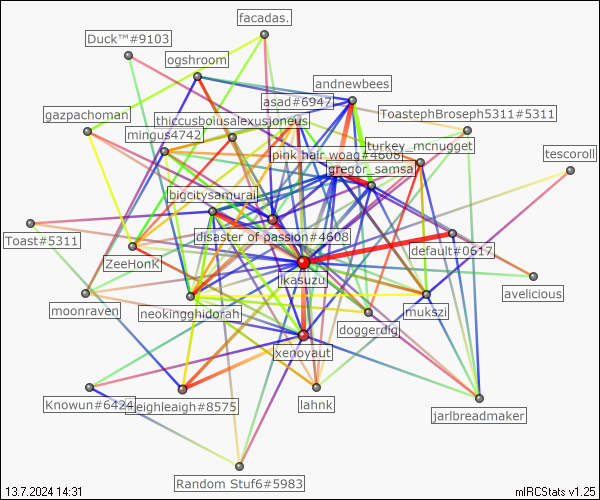 facadas.
Duck™#9103
ogshroom
andnewbees
asad#6947
ToastephBroseph5311#5311
gazpachoman
thiccusboiusalexusjoneus
mingus4742
turkey_mcnugget
pink hair woag#4608
tescoroll
gregor_samsa
bigcitysamurai
disaster of passion#4608
Toast#5311
ZeeHonk
default#0617
ikasuzu
avelicious
moonraven
neokingghidorah
mukszi
doggerdig
xenoyaut
Knowun#6424
leighleaigh#8575
lahnk
jarlbreadmaker
Random Stuf6#5983
13.7.2024 14:31
mIRCStats v1.25